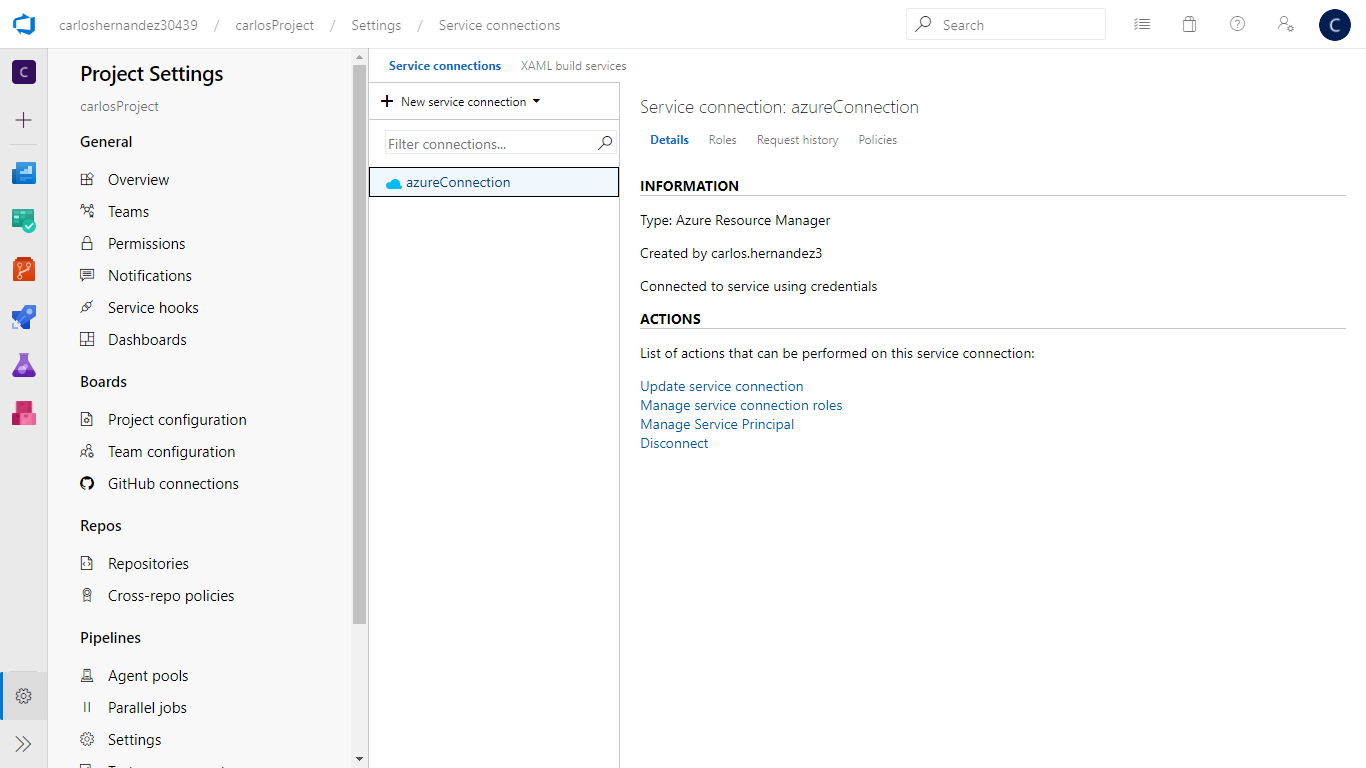 carloshernandez30439 / carlosProject / Settings / Service connections
Search
C
C
Project Settings
carlosProject
General
Overview
Teams
Permissions
Notifications
Service hooks
Dashboards
Boards
Project configuration
Team configuration
GitHub connections
Repos
Repositories
Cross-repo policies
Pipelines
Agent pools
Parallel jobs
Settings
Service connections
XAML build services
New service connection
Filter connections...
azureConnection
Service connection: azureConnection
Details
Roles
Request history
Policies
INFORMATION
Type: Azure Resource Manager
Created by carlos.hernandez3
Connected to service using credentials
ACTIONS
List of actions that can be performed on this service connection:
Update service connection
Manage service connection roles
Manage Service Principal
Disconnect